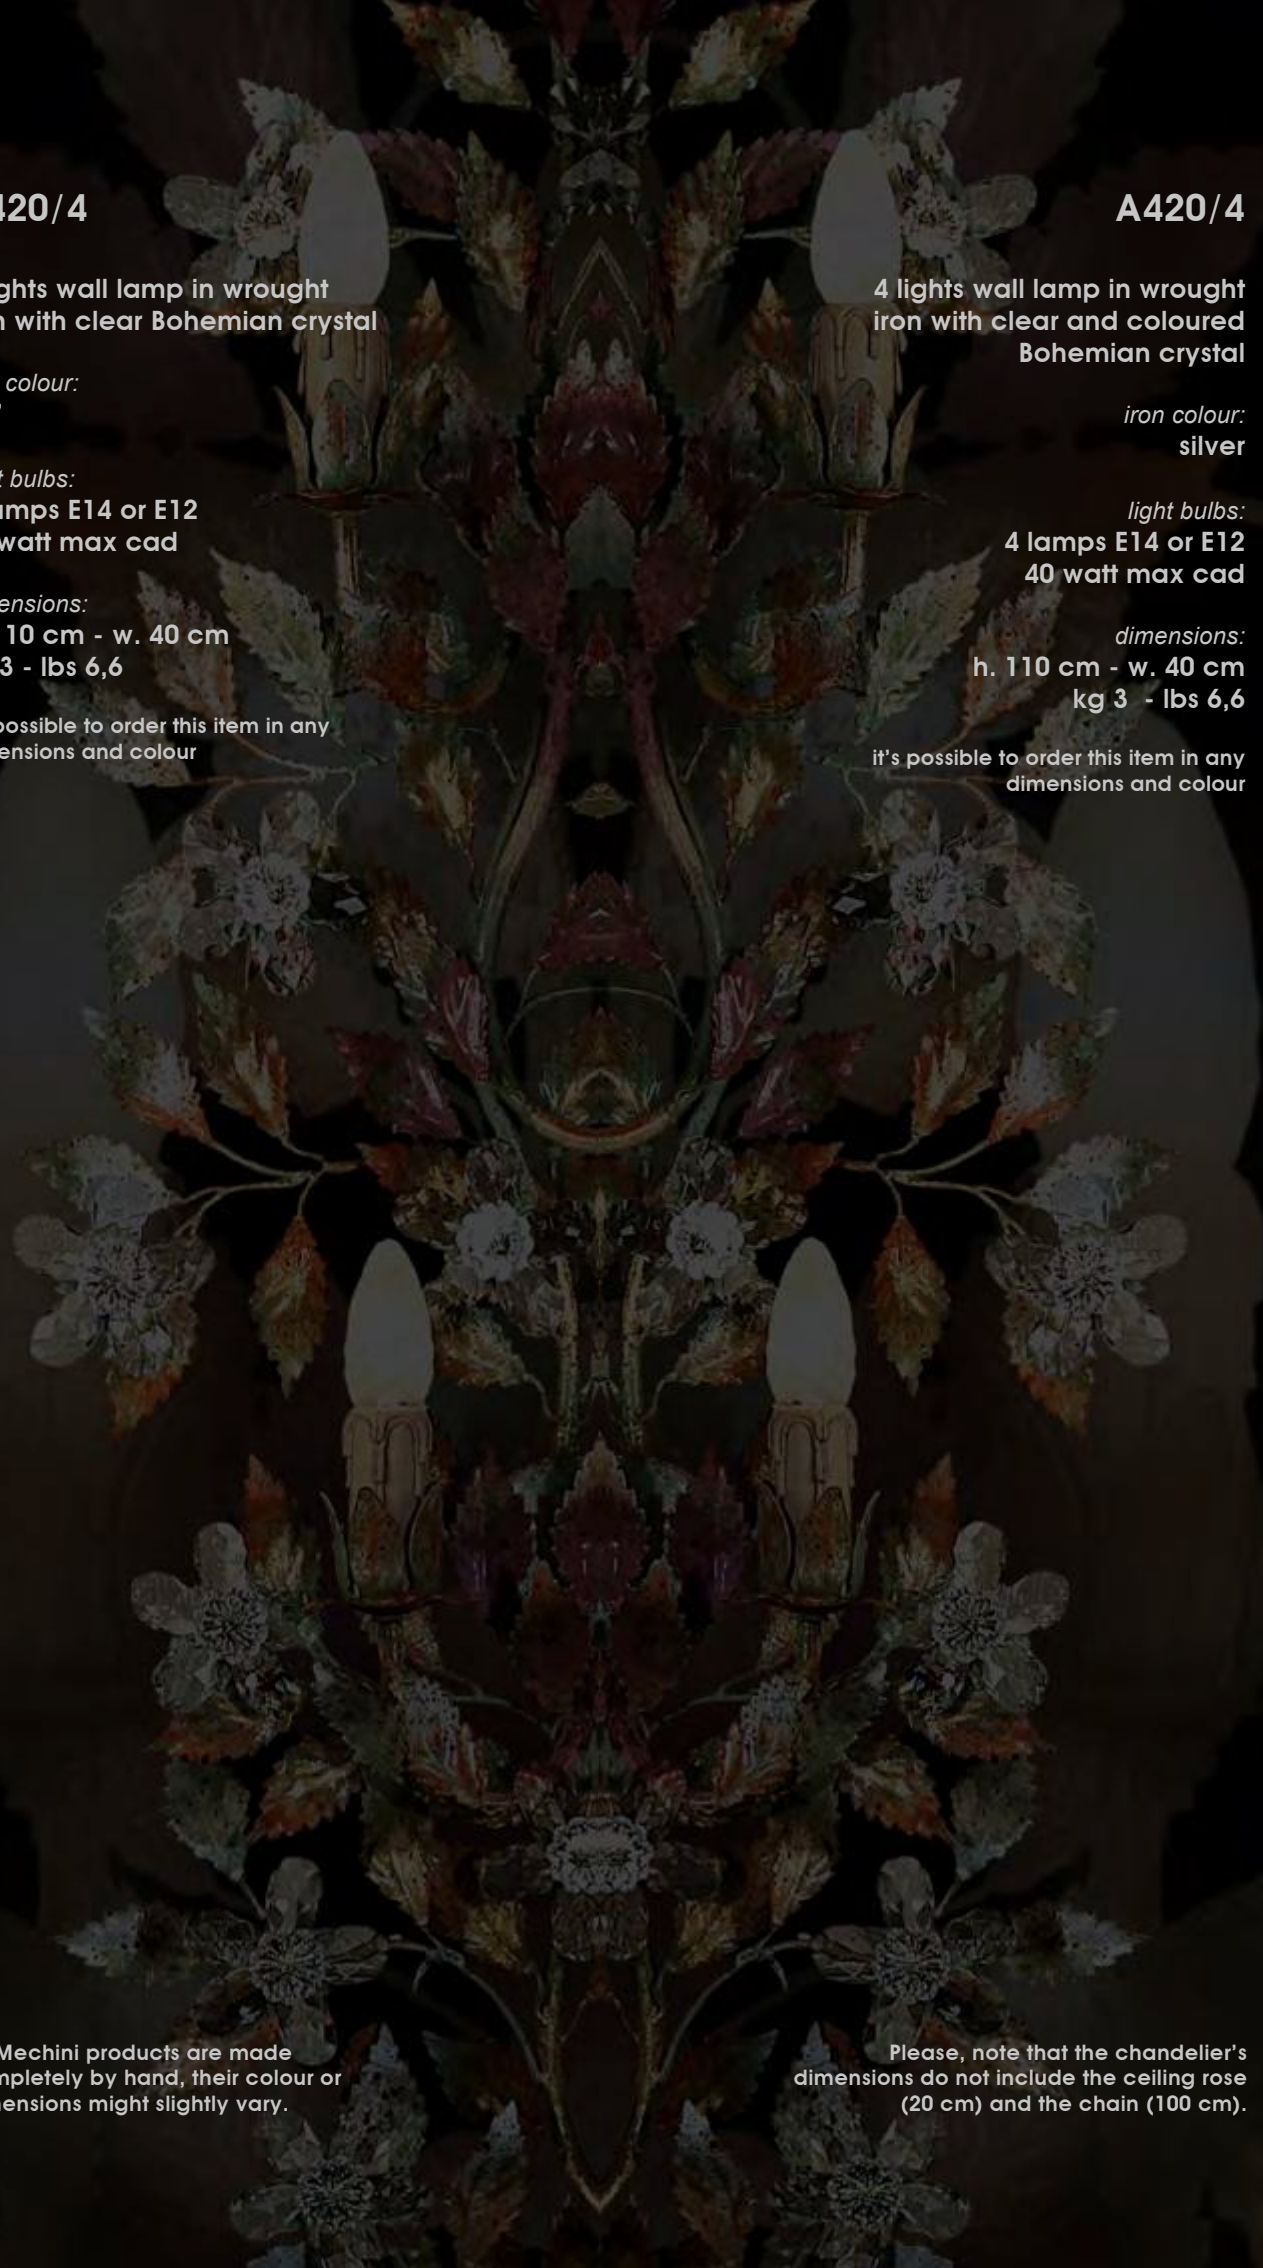 420/4
ghts wall lamp in wrought
n with clear Bohemian crystal
colour:
t bulbs:
amps E14 or E12
watt max cad
ensions:
10 cm - w. 40 cm
3 - lbs 6,6
possible to order this item in any
ensions and colour
Mechini products are made
mpletely by hand, their colour or
ensions might slightly vary.
A420/4
4 lights wall lamp in wrought
iron with clear and coloured
Bohemian crystal
iron colour:
silver
light bulbs:
4 lamps E14 or E12
40 watt max cad
dimensions:
h. 110 cm - w. 40 cm
kg 3 - lbs 6,6
it's possible to order this item in any
dimensions and colour
Please, note that the chandelier's
dimensions do not include the ceiling rose
(20 cm) and the chain (100 cm).